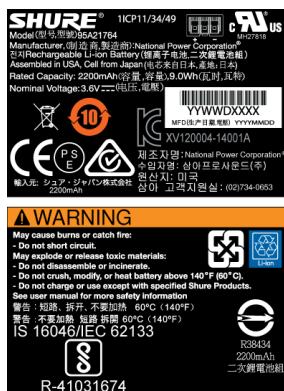 SHURE® 1ICP11/34/49
Model(型号,型號)95A21764
Manufacturer,(制造商,製造商):National Power Corporation®
전지Rechargeable Li-ion Battery (锂离子电池,二次鋰電池組)
Assembled in USA, Cell from Japan(电芯来自日本,產地:日本)
Rated Capacity: 2200mAh(容量,容量),9.0Wh(瓦时,瓦特)
Nominal Voltage:3.6V(电压,電壓)
c US
MH27818
YYWWDXXXX
MFD(生产日期,電壓) YYYYMMDD
10
XV120004-14001A
CE
PS
E
제조자명: National Power Corporation®
수입자명: 삼아프로사운드(주)
원산지: 미국
삼아 고객지원실: (02)734-0653
輸入元: シュア・ジャパン株式会社
2200mAh
WARNING
May cause burns or catch fire:
- Do not short circuit.
May explode or release toxic materials:
- Do not disassemble or incinerate.
- Do not crush, modify, or heat battery above 140°F (60°C).
- Do not charge or use except with specified Shure Products.
See user manual for more safety information
警告: 短路、拆开、不要加热 60°C (140°F)
警告: 不要加熱 短路 拆開 60°C (140°F)
IS 16046/IEC 62133
R-41031674
Li-ion
R38434
2200mAh
二次鋰電池組